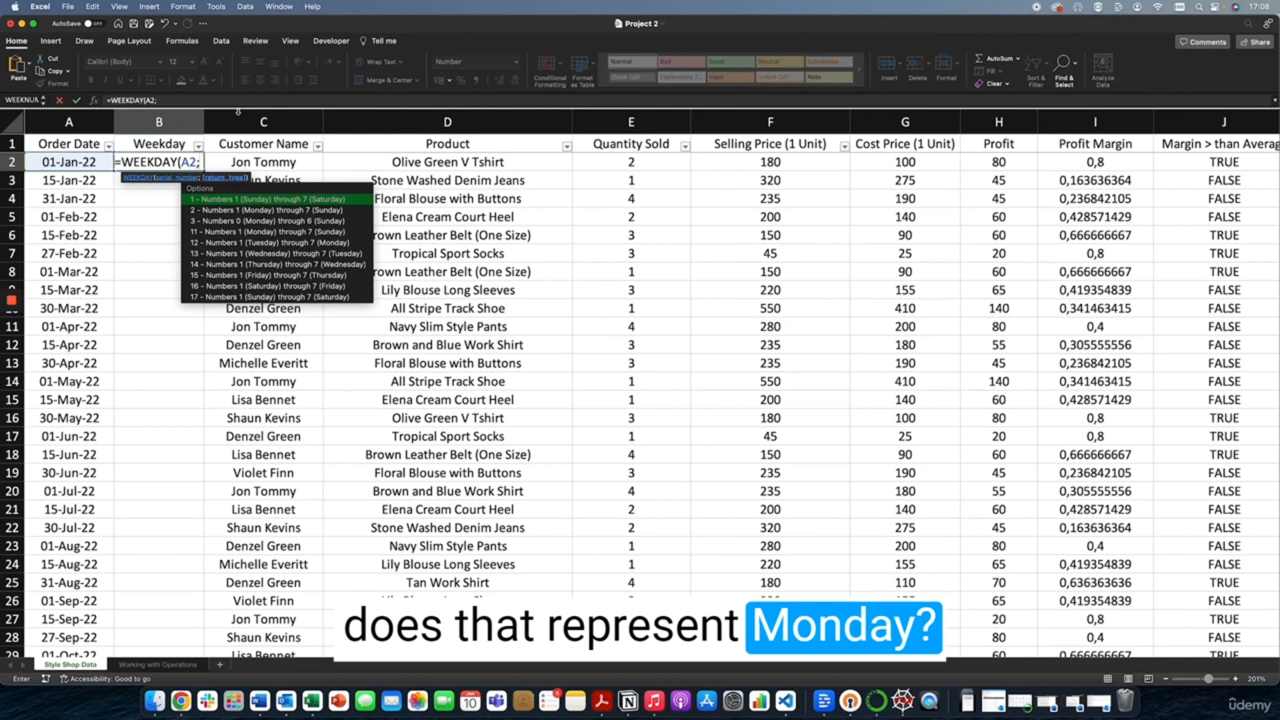 Excel File Edit View Insert Format Tools Data Window Help 17:08
AutoSave OFF Project 2
Home Insert Draw Page Layout Formulas Data Review View Developer Tell me Comments Share
Paste Cut Copy Format Calibri (Body) 12 Wrap Text Merge & Center Number Conditional Formatting Format as Table Normal Bad Good Neutral Calculation Check Cell Explanatory T... Input Linked Cell Note Insert Delete Format AutoSum Fill Clear Sort & Filter Find & Select Analyze Data
WEEKNUM fx =WEEKDAY(A2;
A B C D E F G H I J
1 Order Date Weekday Customer Name Product Quantity Sold Selling Price (1 Unit) Cost Price (1 Unit) Profit Profit Margin Margin > than Averag
2 01-Jan-22 =WEEKDAY(A2; Jon Tommy Olive Green V Tshirt 2 180 100 80 0,8 TRUE
WEEKDAY(serial_number; [return_type])
3 15-Jan-22 Shaun Kevins Stone Washed Denim Jeans 1 320 275 45 0,163636364 FALSE
Options
1 - Numbers 1 (Sunday) through 7 (Saturday)
2 - Numbers 1 (Monday) through 7 (Sunday)
3 - Numbers 0 (Monday) through 6 (Sunday)
11 - Numbers 1 (Monday) through 7 (Sunday)
12 - Numbers 1 (Tuesday) through 7 (Monday)
13 - Numbers 1 (Wednesday) through 7 (Tuesday)
14 - Numbers 1 (Thursday) through 7 (Wednesday)
15 - Numbers 1 (Friday) through 7 (Thursday)
16 - Numbers 1 (Saturday) through 7 (Friday)
17 - Numbers 1 (Sunday) through 7 (Saturday)
4 31-Jan-22 Floral Blouse with Buttons 4 235 190 45 0,236842105 FALSE
5 01-Feb-22 Elena Cream Court Heel 2 200 140 60 0,428571429 FALSE
6 15-Feb-22 rown Leather Belt (One Size) 3 150 90 60 0,666666667 TRUE
7 27-Feb-22 Tropical Sport Socks 3 45 25 20 0,8 TRUE
8 01-Mar-22 rown Leather Belt (One Size) 3 150 90 60 0,666666667 TRUE
15-Mar-22 Lily Blouse Long Sleeves 3 220 155 65 0,419354839 FALSE
30-Mar-22 Denzel Green All Stripe Track Shoe 1 550 410 140 0,341463415 FALSE
11 01-Apr-22 Jon Tommy Navy Slim Style Pants 4 280 200 80 0,4 FALSE
12 15-Apr-22 Denzel Green Brown and Blue Work Shirt 3 235 180 55 0,305555556 FALSE
13 30-Apr-22 Michelle Everitt Floral Blouse with Buttons 3 235 190 45 0,236842105 FALSE
14 01-May-22 Jon Tommy All Stripe Track Shoe 1 550 410 140 0,341463415 FALSE
15 15-May-22 Lisa Bennet Elena Cream Court Heel 1 200 140 60 0,428571429 FALSE
16 30-May-22 Shaun Kevins Olive Green V Tshirt 3 180 100 80 0,8 TRUE
17 01-Jun-22 Denzel Green Tropical Sport Socks 1 45 25 20 0,8 TRUE
18 15-Jun-22 Lisa Bennet Brown Leather Belt (One Size) 4 150 90 60 0,666666667 TRUE
19 30-Jun-22 Violet Finn Floral Blouse with Buttons 3 235 190 45 0,236842105 FALSE
20 01-Jul-22 Jon Tommy Brown and Blue Work Shirt 4 235 180 55 0,305555556 FALSE
21 15-Jul-22 Lisa Bennet Elena Cream Court Heel 2 200 140 60 0,428571429 FALSE
22 30-Jul-22 Shaun Kevins Stone Washed Denim Jeans 2 320 275 45 0,163636364 FALSE
23 01-Aug-22 Denzel Green Navy Slim Style Pants 1 280 200 80 0,4 FALSE
24 15-Aug-22 Michelle Everitt Lily Blouse Long Sleeves 1 220 155 65 0,419354839 FALSE
25 31-Aug-22 Denzel Green Tan Work Shirt 4 180 110 70 0,636363636 TRUE
26 01-Sep-22 Violet Finn 65 0,419354839 FALSE
27 15-Sep-22 Jon Tommy 20 0,8 TRUE
28 27-Sep-22 Shaun Kevins 80 0,4 FALSE
29 01-Oct-22 Lisa Bennet 60 0,666666667 TRUE
does that represent Monday?
Style Shop Data Working with Operations +
Enter Accessibility: Good to go 201%
udemy